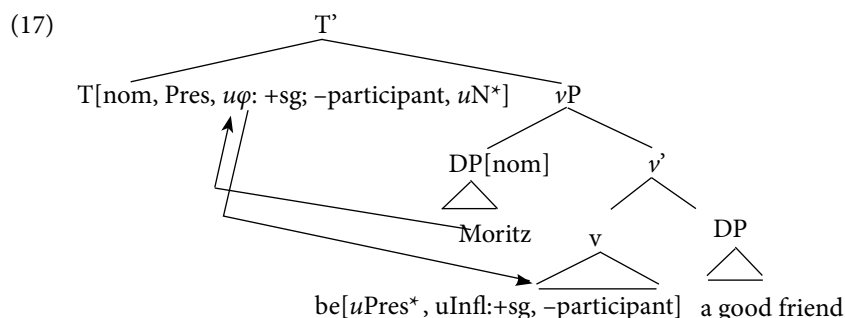 (17) T’
T[nom, Pres, uφ: +sg; –participant, uN*] vP
DP[nom] v’
Moritz v DP
be[uPres*, uInfl:+sg, –participant] a good friend